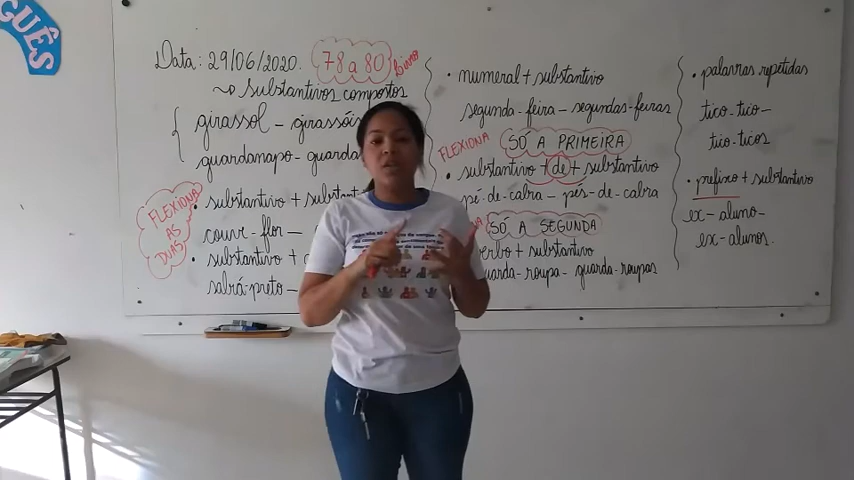 GUÊS
Data: 29/06/2020. 78 a 80 Livro
Substantivos compostos
girassol - girassóis
guardanapo - guardana
FLEXIONA AS DUAS
substantivo + subst
couve-flor -
substantivo +
sabiá-preto -
numeral + substantivo
segunda-feira - segundas-feiras
FLEXIONA SÓ A PRIMEIRA
substantivo + de + substantivo
pé-de-cabra - pés-de-cabra
SÓ A SEGUNDA
verbo + substantivo
guarda-roupa - guarda-roupas
palavras repetidas
tico-tico -
tico-ticos
prefixo + substantivo
ex-aluno -
ex-alunos